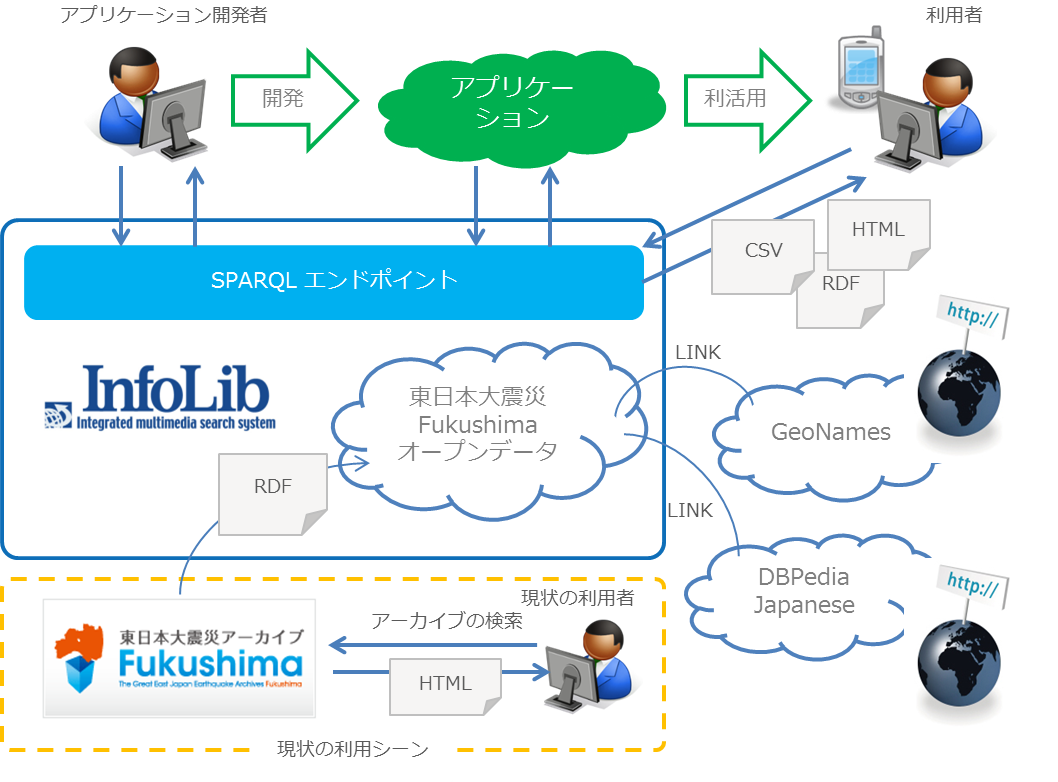 アプリケーション開発者
利用者
開発
アプリケー
ション
利活用
SPARQL エンドポイント
CSV
HTML
RDF
http://
InfoLib
Integrated multimedia search system
東日本大震災
Fukushima
オープンデータ
LINK
GeoNames
RDF
LINK
DBPedia
Japanese
http://
現状の利用者
アーカイブの検索
東日本大震災アーカイブ
Fukushima
The Great East Japan Earthquake Archives Fukushima
HTML
現状の利用シーン